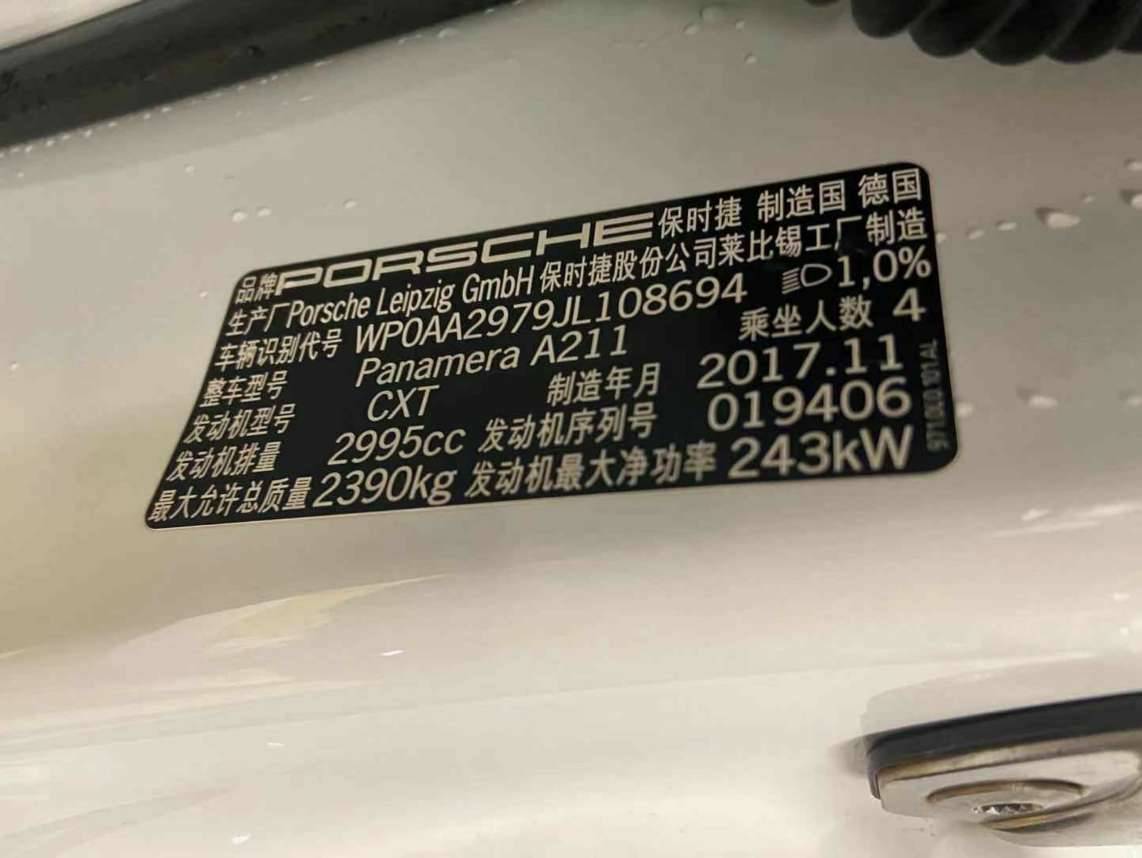 品牌 PORSCHE 保时捷 制造国 德国
生产厂 Porsche Leipzig GmbH 保时捷股份公司莱比锡工厂制造
车辆识别代号 WP0AA2979JL108694 1,0%
整车型号 Panamera A211 乘坐人数 4
发动机型号 CXT 制造年月 2017.11
发动机排量 2995cc 发动机序列号 019406
最大允许总质量 2390kg 发动机最大净功率 243kW